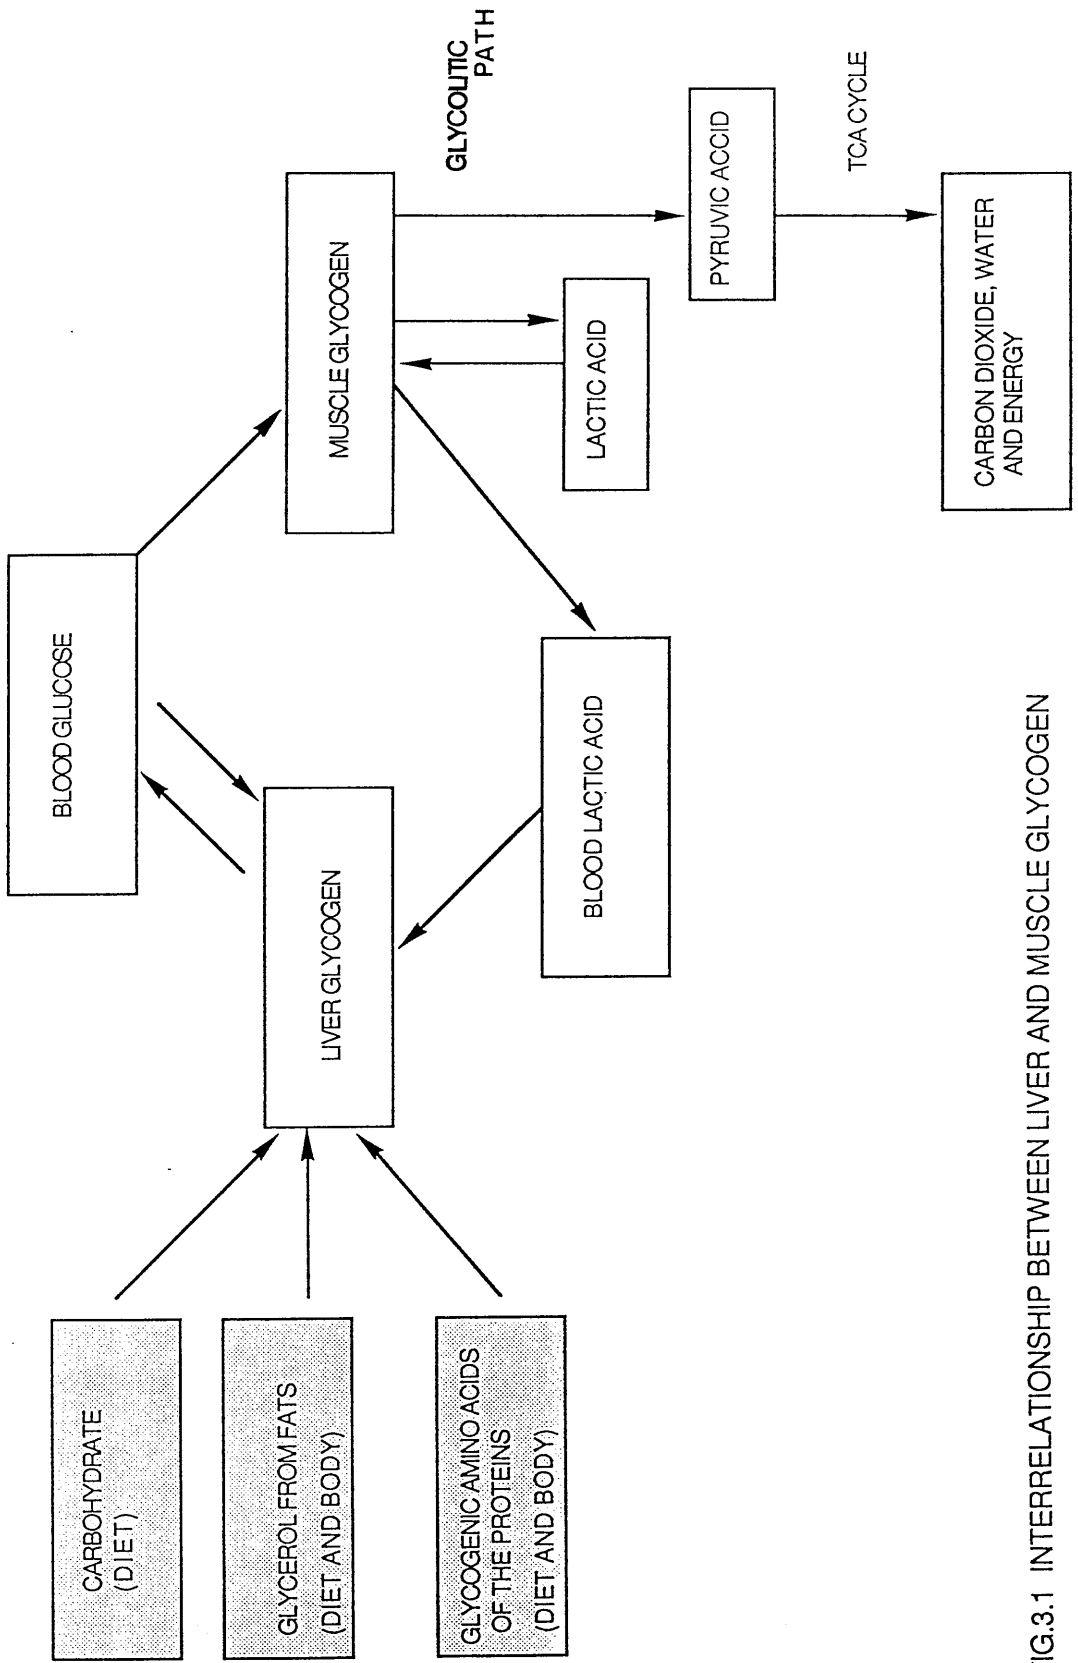 BLOOD GLUCOSE
CARBOHYDRATE
(DIET)
GLYCEROL FROM FATS
(DIET AND BODY)
GLYCOGENIC AMINO ACIDS
OF THE PROTEINS
(DIET AND BODY)
LIVER GLYCOGEN
MUSCLE GLYCOGEN
GLYCOLITIC
PATH
BLOOD LACTIC ACID
LACTIC ACID
PYRUVIC ACCID
TCA CYCLE
CARBON DIOXIDE, WATER
AND ENERGY
FIG.3.1 INTERRELATIONSHIP BETWEEN LIVER AND MUSCLE GLYCOGEN